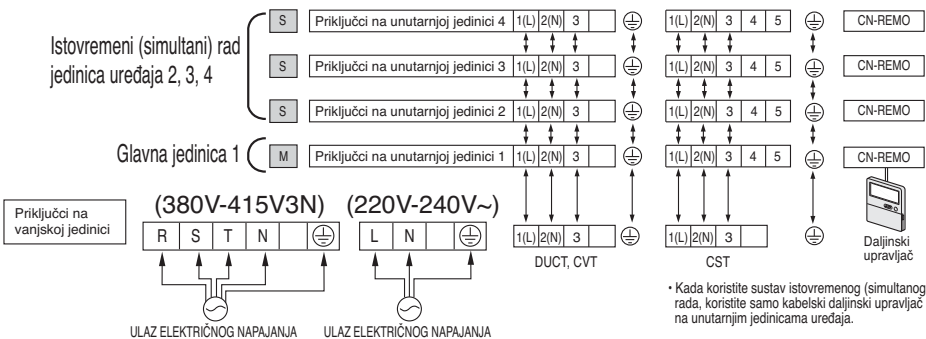 S Priključci na unutarnjoj jedinici 4 1(L) 2(N) 3 1(L) 2(N) 3 4 5 CN-REMO
Istovremeni (simultani) rad
jedinica uređaja 2, 3, 4
S Priključci na unutarnjoj jedinici 3 1(L) 2(N) 3 1(L) 2(N) 3 4 5 CN-REMO
S Priključci na unutarnjoj jedinici 2 1(L) 2(N) 3 1(L) 2(N) 3 4 5 CN-REMO
Glavna jedinica 1 M Priključci na unutarnjoj jedinici 1 1(L) 2(N) 3 1(L) 2(N) 3 4 5 CN-REMO
Priključci na
vanjskoj jedinici
(380V-415V3N) (220V-240V~)
R S T N L N 1(L) 2(N) 3 1(L) 2(N) 3
DUCT, CVT CST
Daljinski
upravljač
• Kada koristite sustav istovremenog (simultanog
rada, koristite samo kabelski daljinski upravljač
na unutarnjim jedinicama uređaja.
ULAZ ELEKTRIČNOG NAPAJANJA ULAZ ELEKTRIČNOG NAPAJANJA